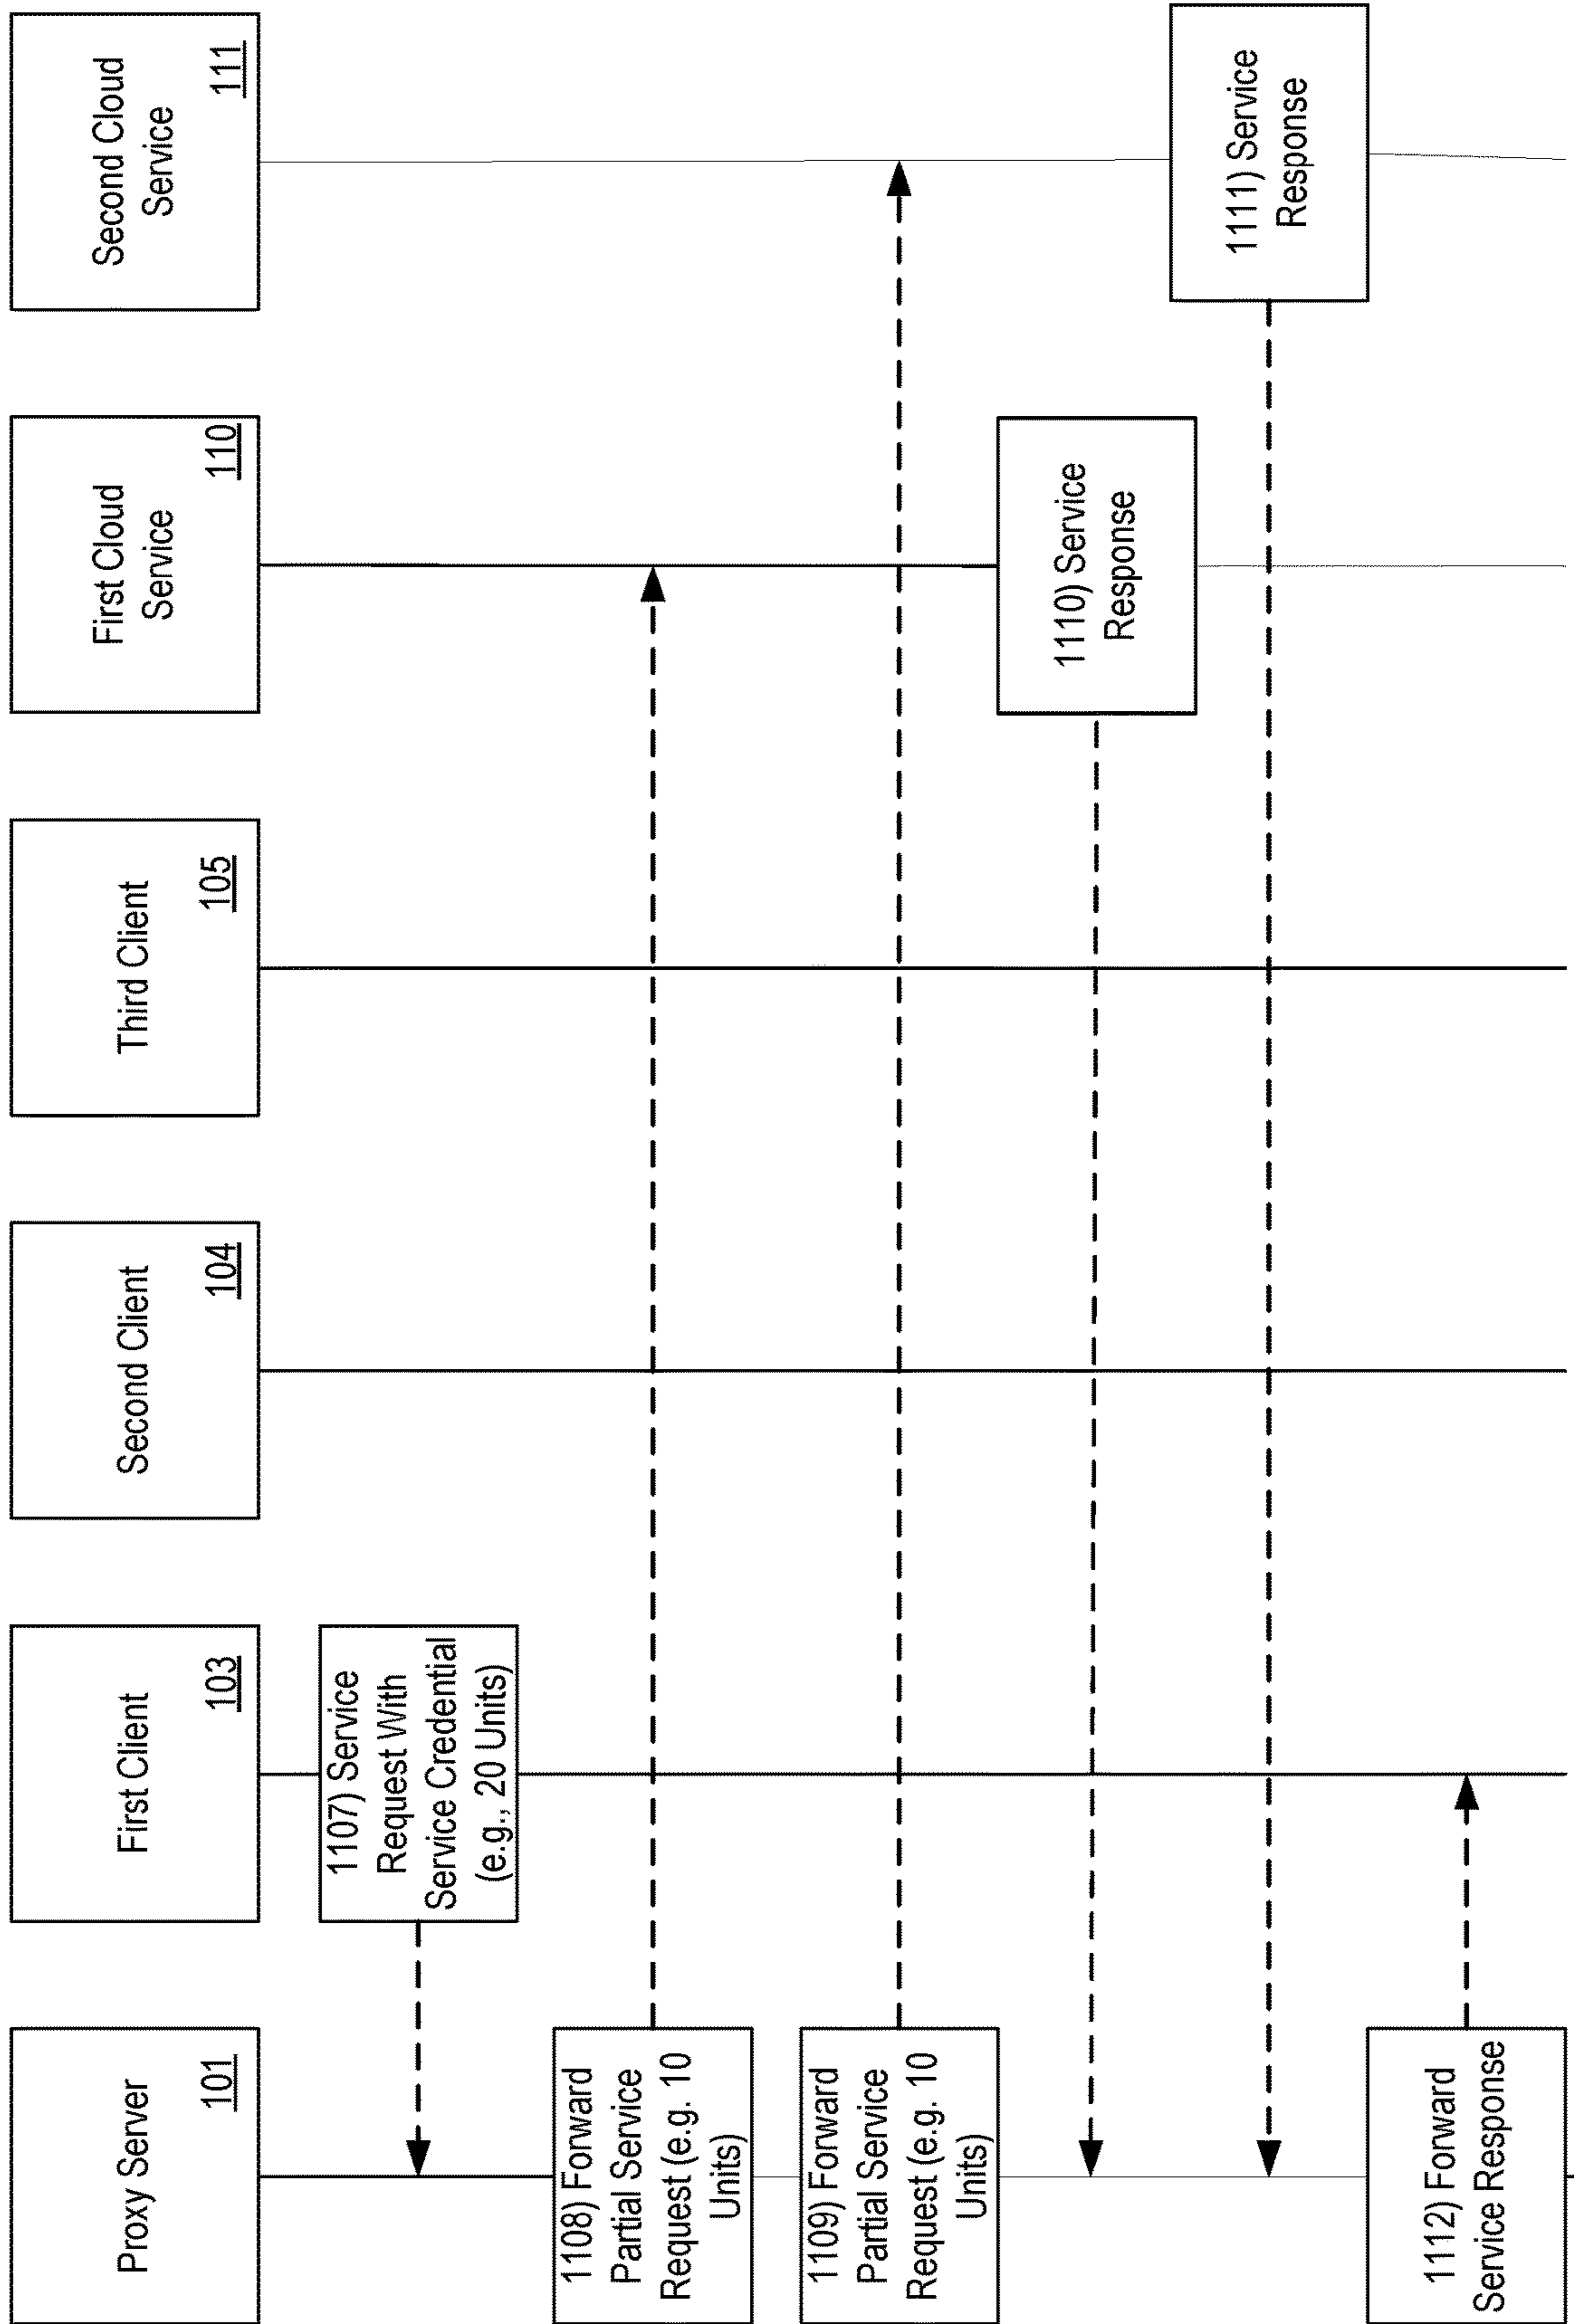 Proxy Server
101
First Client
103
Second Client
104
Third Client
105
First Cloud
Service
110
Second Cloud
Service
111
1107) Service
Request With
Service Credential
(e.g., 20 Units)
1108) Forward
Partial Service
Request (e.g. 10
Units)
1109) Forward
Partial Service
Request (e.g. 10
Units)
1110) Service
Response
1111) Service
Response
1112) Forward
Service Response